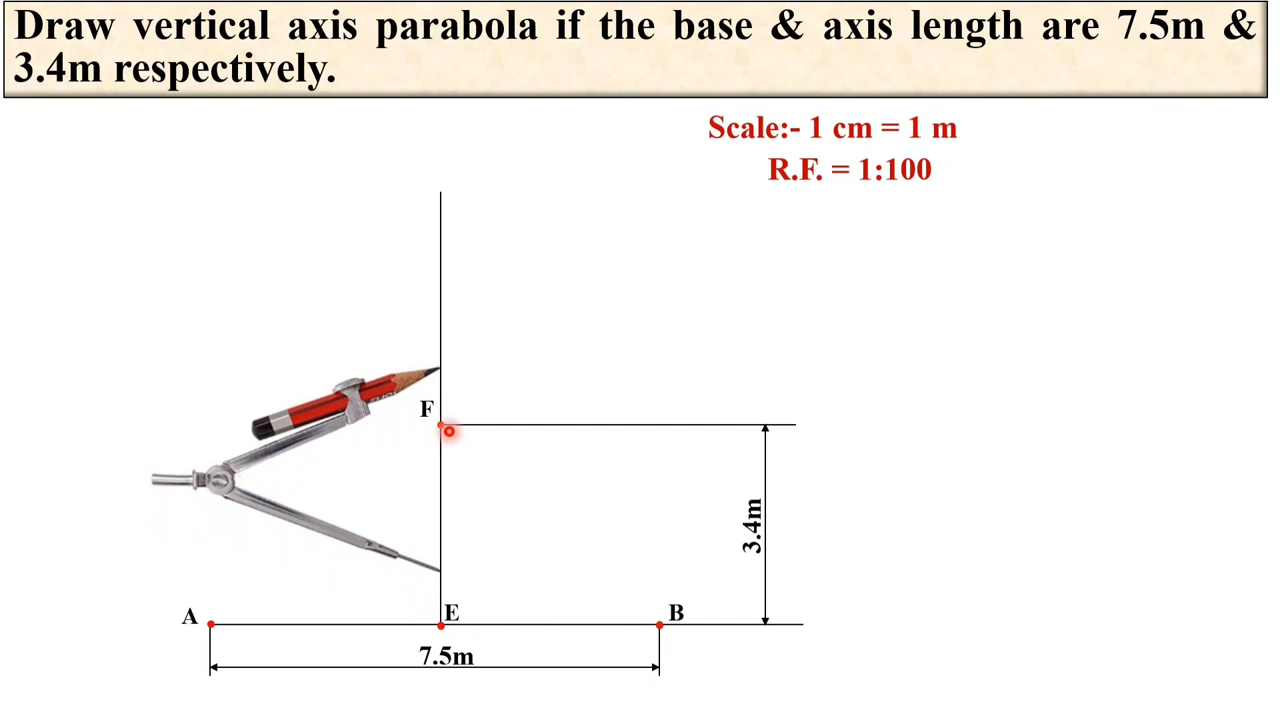 Draw vertical axis parabola if the base & axis length are 7.5m &
3.4m respectively.
Scale:- 1 cm = 1 m
R.F. = 1:100
F
3.4m
A
E
B
7.5m